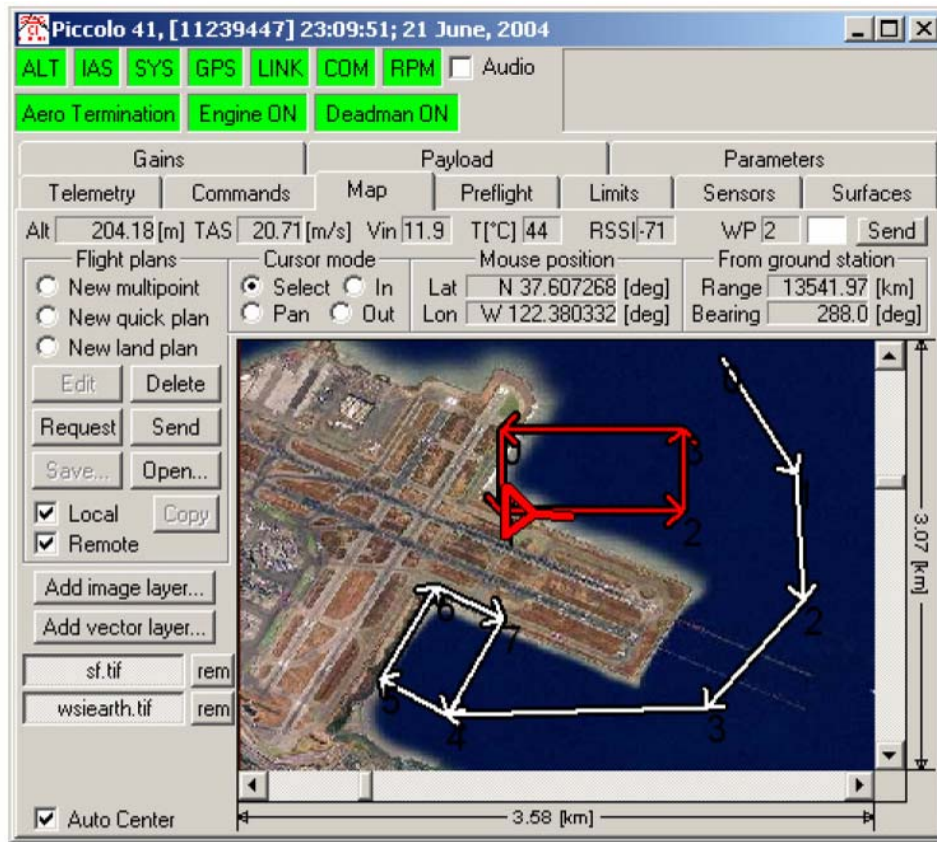 Piccolo 41, [11239447] 23:09:51; 21 June, 2004
ALT IAS SYS GPS LINK COM RPM Audio
Aero Termination Engine ON Deadman ON
Gains Payload Parameters
Telemetry Commands Map Preflight Limits Sensors Surfaces
Alt 204.18 [m] TAS 20.71 [m/s] Vin 11.9 T[°C] 44 RSSI -71 WP 2 Send
Flight plans Cursor mode Mouse position From ground station
New multipoint Select In Lat N 37.607268 [deg] Range 13541.97 [km]
New quick plan Pan Out Lon W 122.380332 [deg] Bearing 288.0 [deg]
New land plan
Edit Delete
Request Send
Save... Open...
Local Copy
Remote
Add image layer...
Add vector layer...
sf.tif rem
wsiearth.tif rem
Auto Center
0 3
2
0
1
2
3
4
5
6
7
3.07 [km]
3.58 [km]